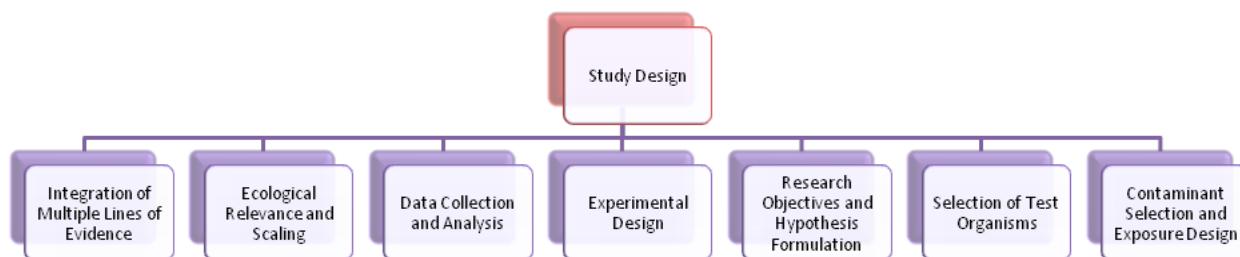 Study Design
Integration of
Multiple Lines of
Evidence
Ecological
Relevance and
Scaling
Data Collection
and Analysis
Experimental
Design
Research
Objectives and
Hypothesis
Formulation
Selection of Test
Organisms
Contaminant
Selection and
Exposure Design